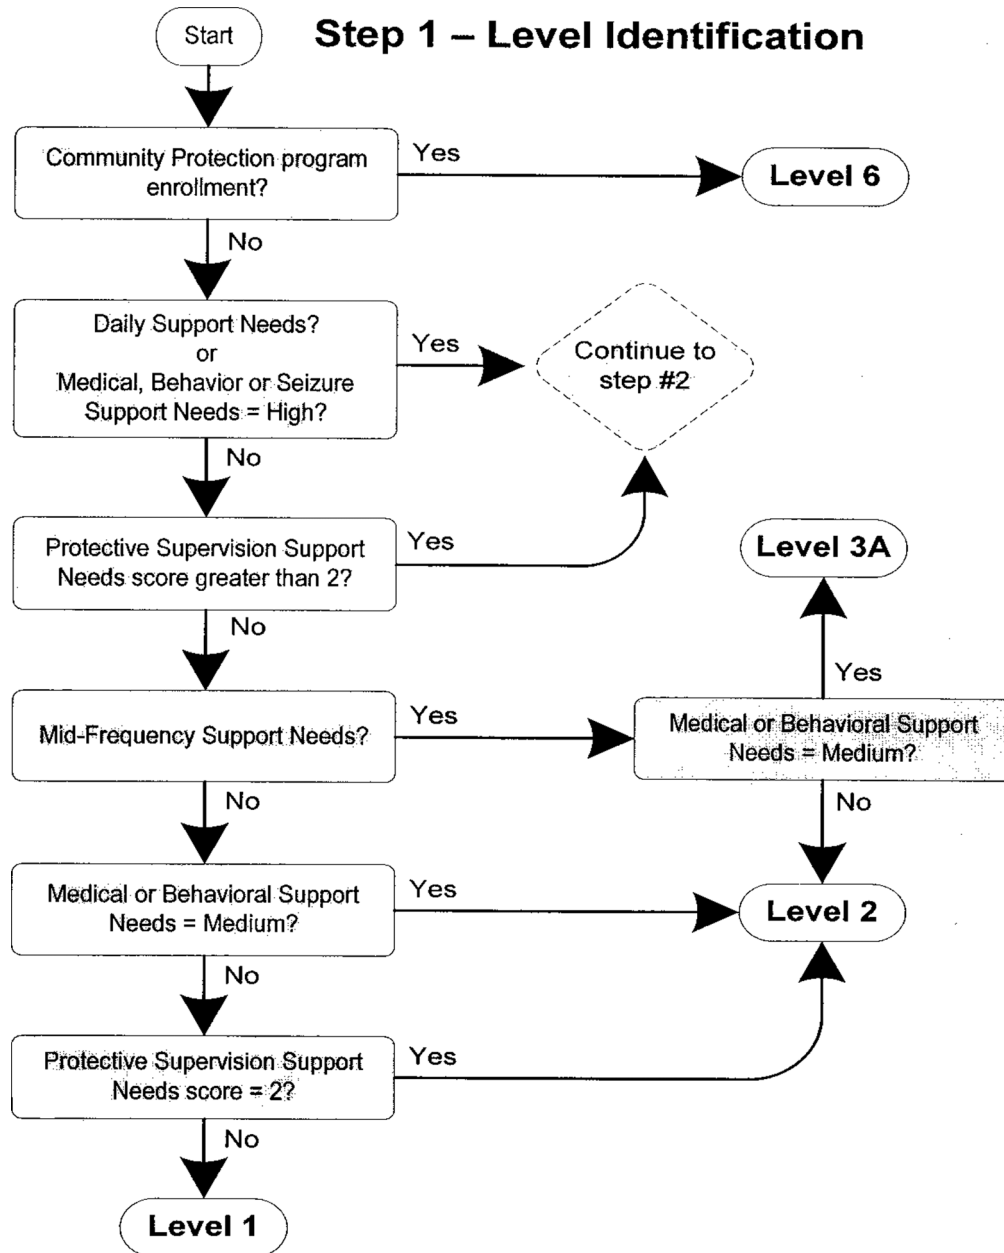 Start
Step 1 – Level Identification
Community Protection program
enrollment?
Yes
Level 6
No
Daily Support Needs?
or
Medical, Behavior or Seizure
Support Needs = High?
Yes
Continue to
step #2
No
Protective Supervision Support
Needs score greater than 2?
Yes
Level 3A
No
Yes
Mid-Frequency Support Needs?
Yes
Medical or Behavioral Support
Needs = Medium?
No
No
Medical or Behavioral Support
Needs = Medium?
Yes
Level 2
No
Protective Supervision Support
Needs score = 2?
Yes
No
Level 1